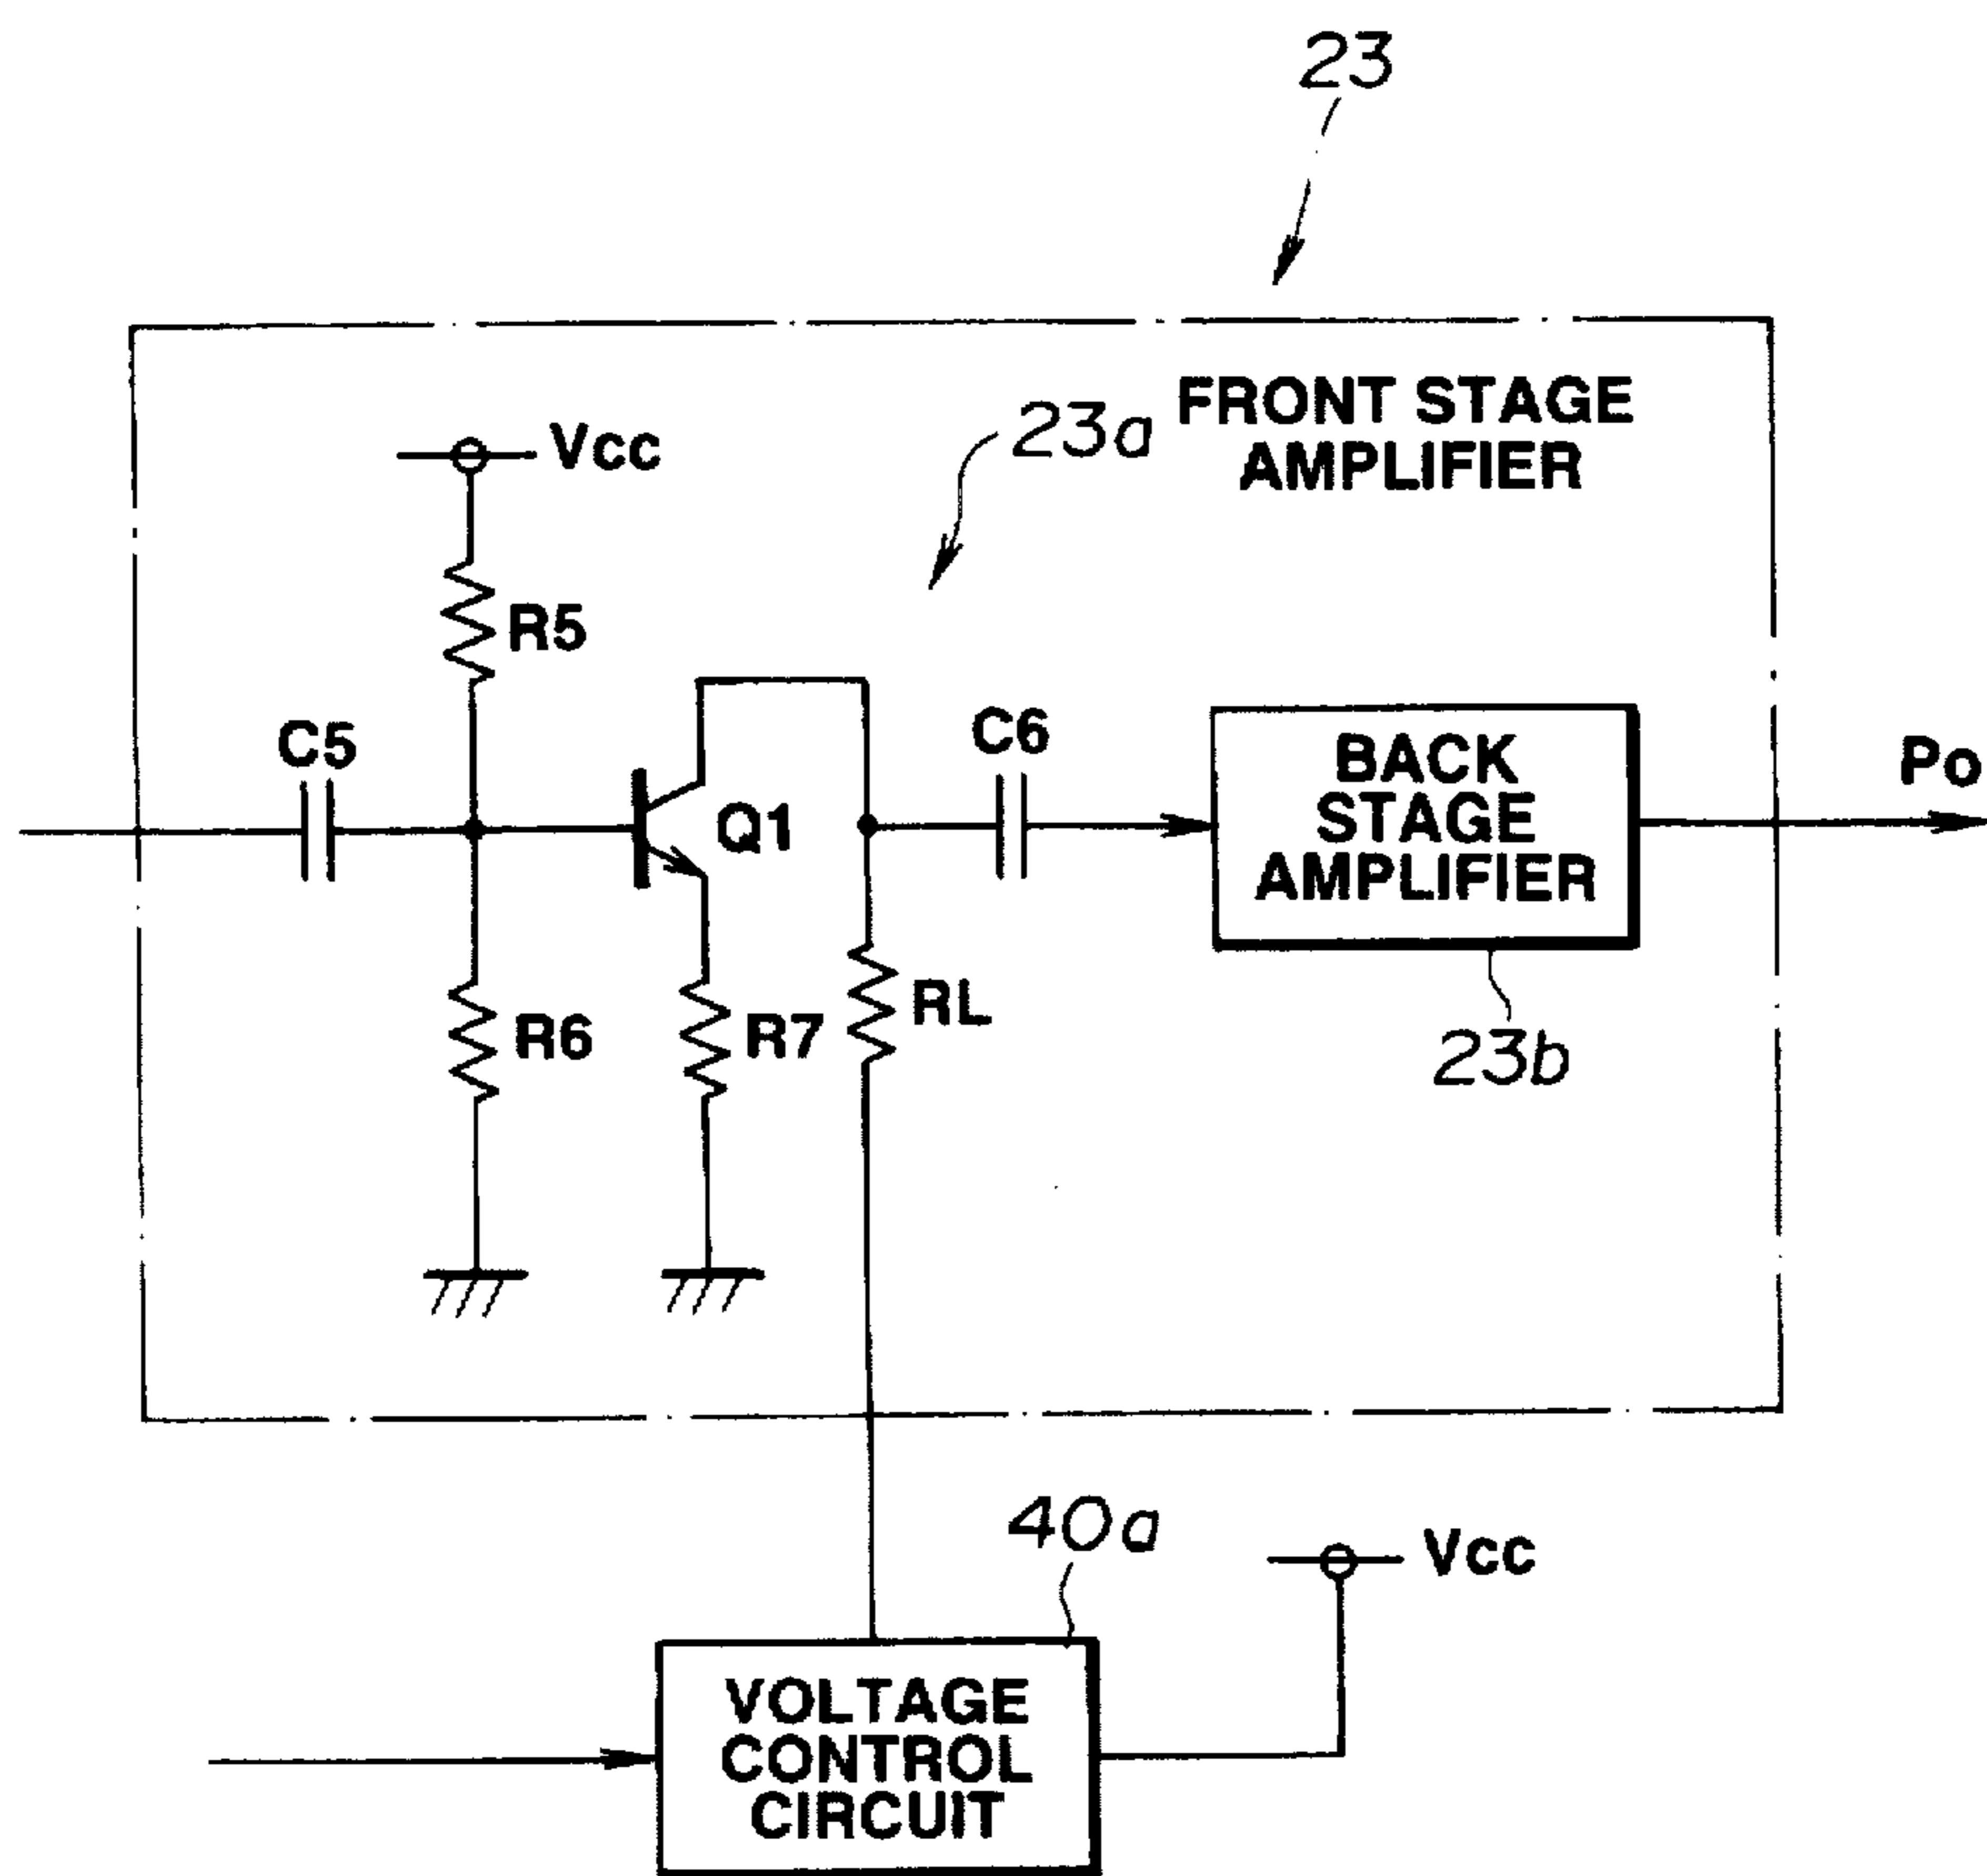 23
FRONT STAGE
AMPLIFIER
23a
Vcc
R5
C5
Q1
C6
BACK
STAGE
AMPLIFIER
Po
R6
R7
RL
23b
40a
Vcc
VOLTAGE
CONTROL
CIRCUIT